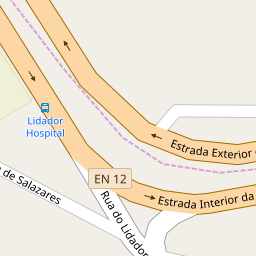 Lidador
Hospital
Estrada Exterior
EN 12
Estrada Interior da
de Salazares
Rua do Lidador